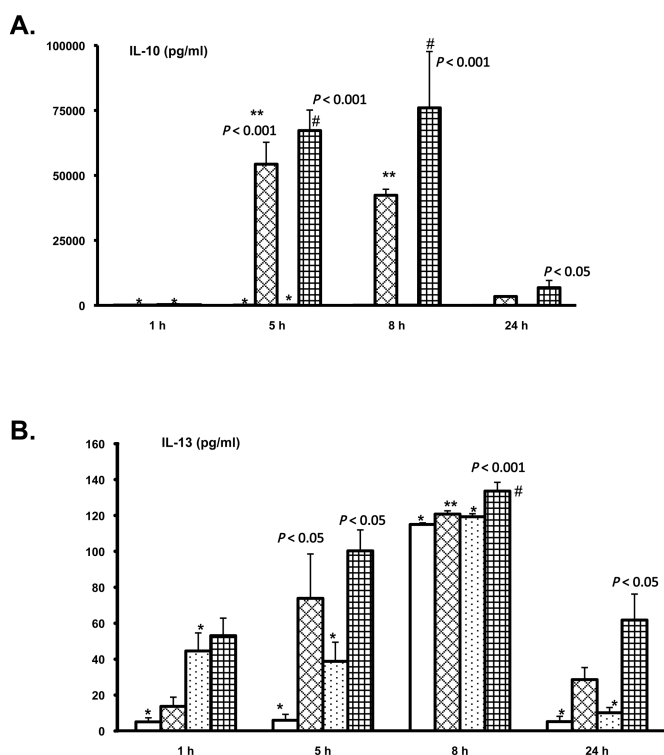 A.
IL-10 (pg/ml)
100000
75000
50000
25000
0
**
P < 0.001
P < 0.001
#
**
#
P < 0.001
P < 0.05
* *
* *
1 h 5 h 8 h 24 h
B.
IL-13 (pg/ml)
160
140
120
100
80
60
40
20
0
*
*
P < 0.05
P < 0.05
*
*
*
**
*
P < 0.001
#
P < 0.05
*
*
1 h 5 h 8 h 24 h